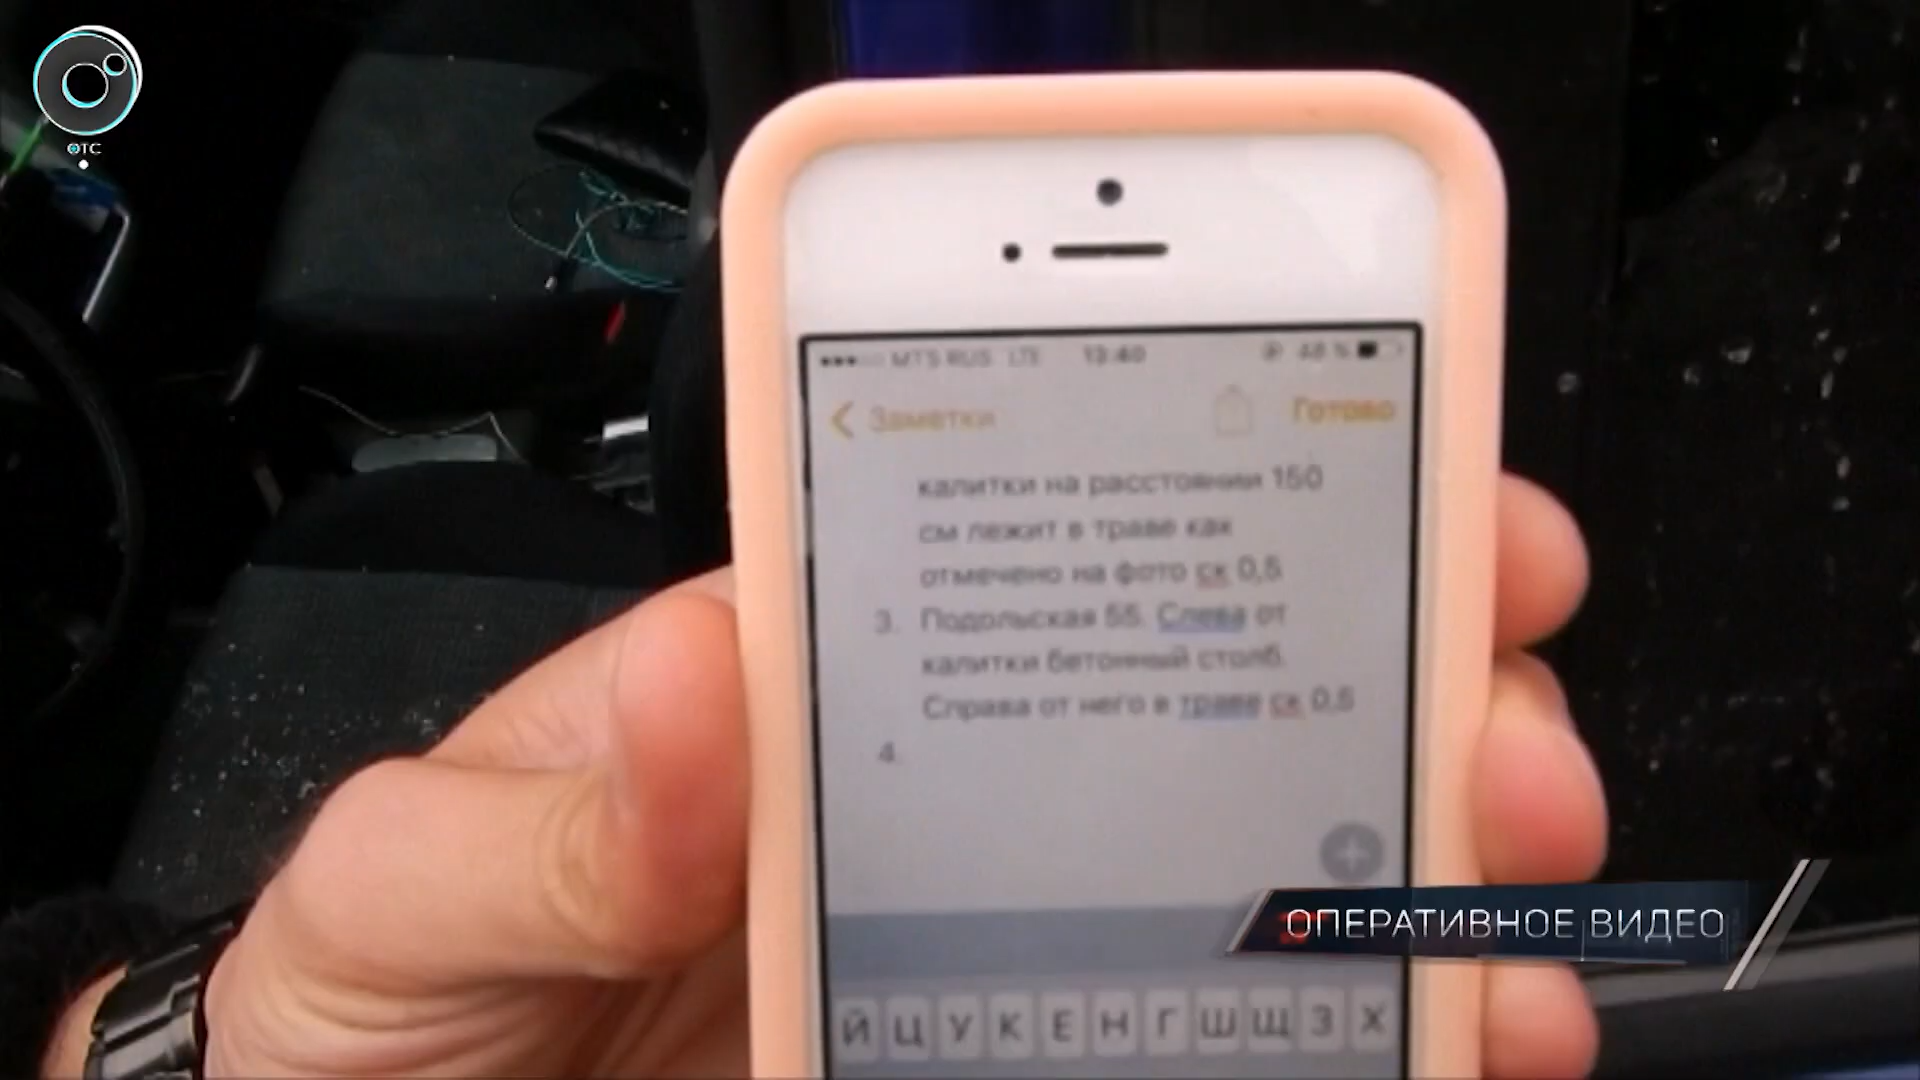 ОТС
MTS RUS LTE 13:40 48 %
Заметки Готово
калитки на расстоянии 150
см лежит в траве как
отмечено на фото ск 0,5
3. Подольская 55. Слева от
калитки бетонный столб.
Справа от него в траве ск 0,5
4.
ОПЕРАТИВНОЕ ВИДЕО
Й Ц У К Е Н Г Ш Щ З Х